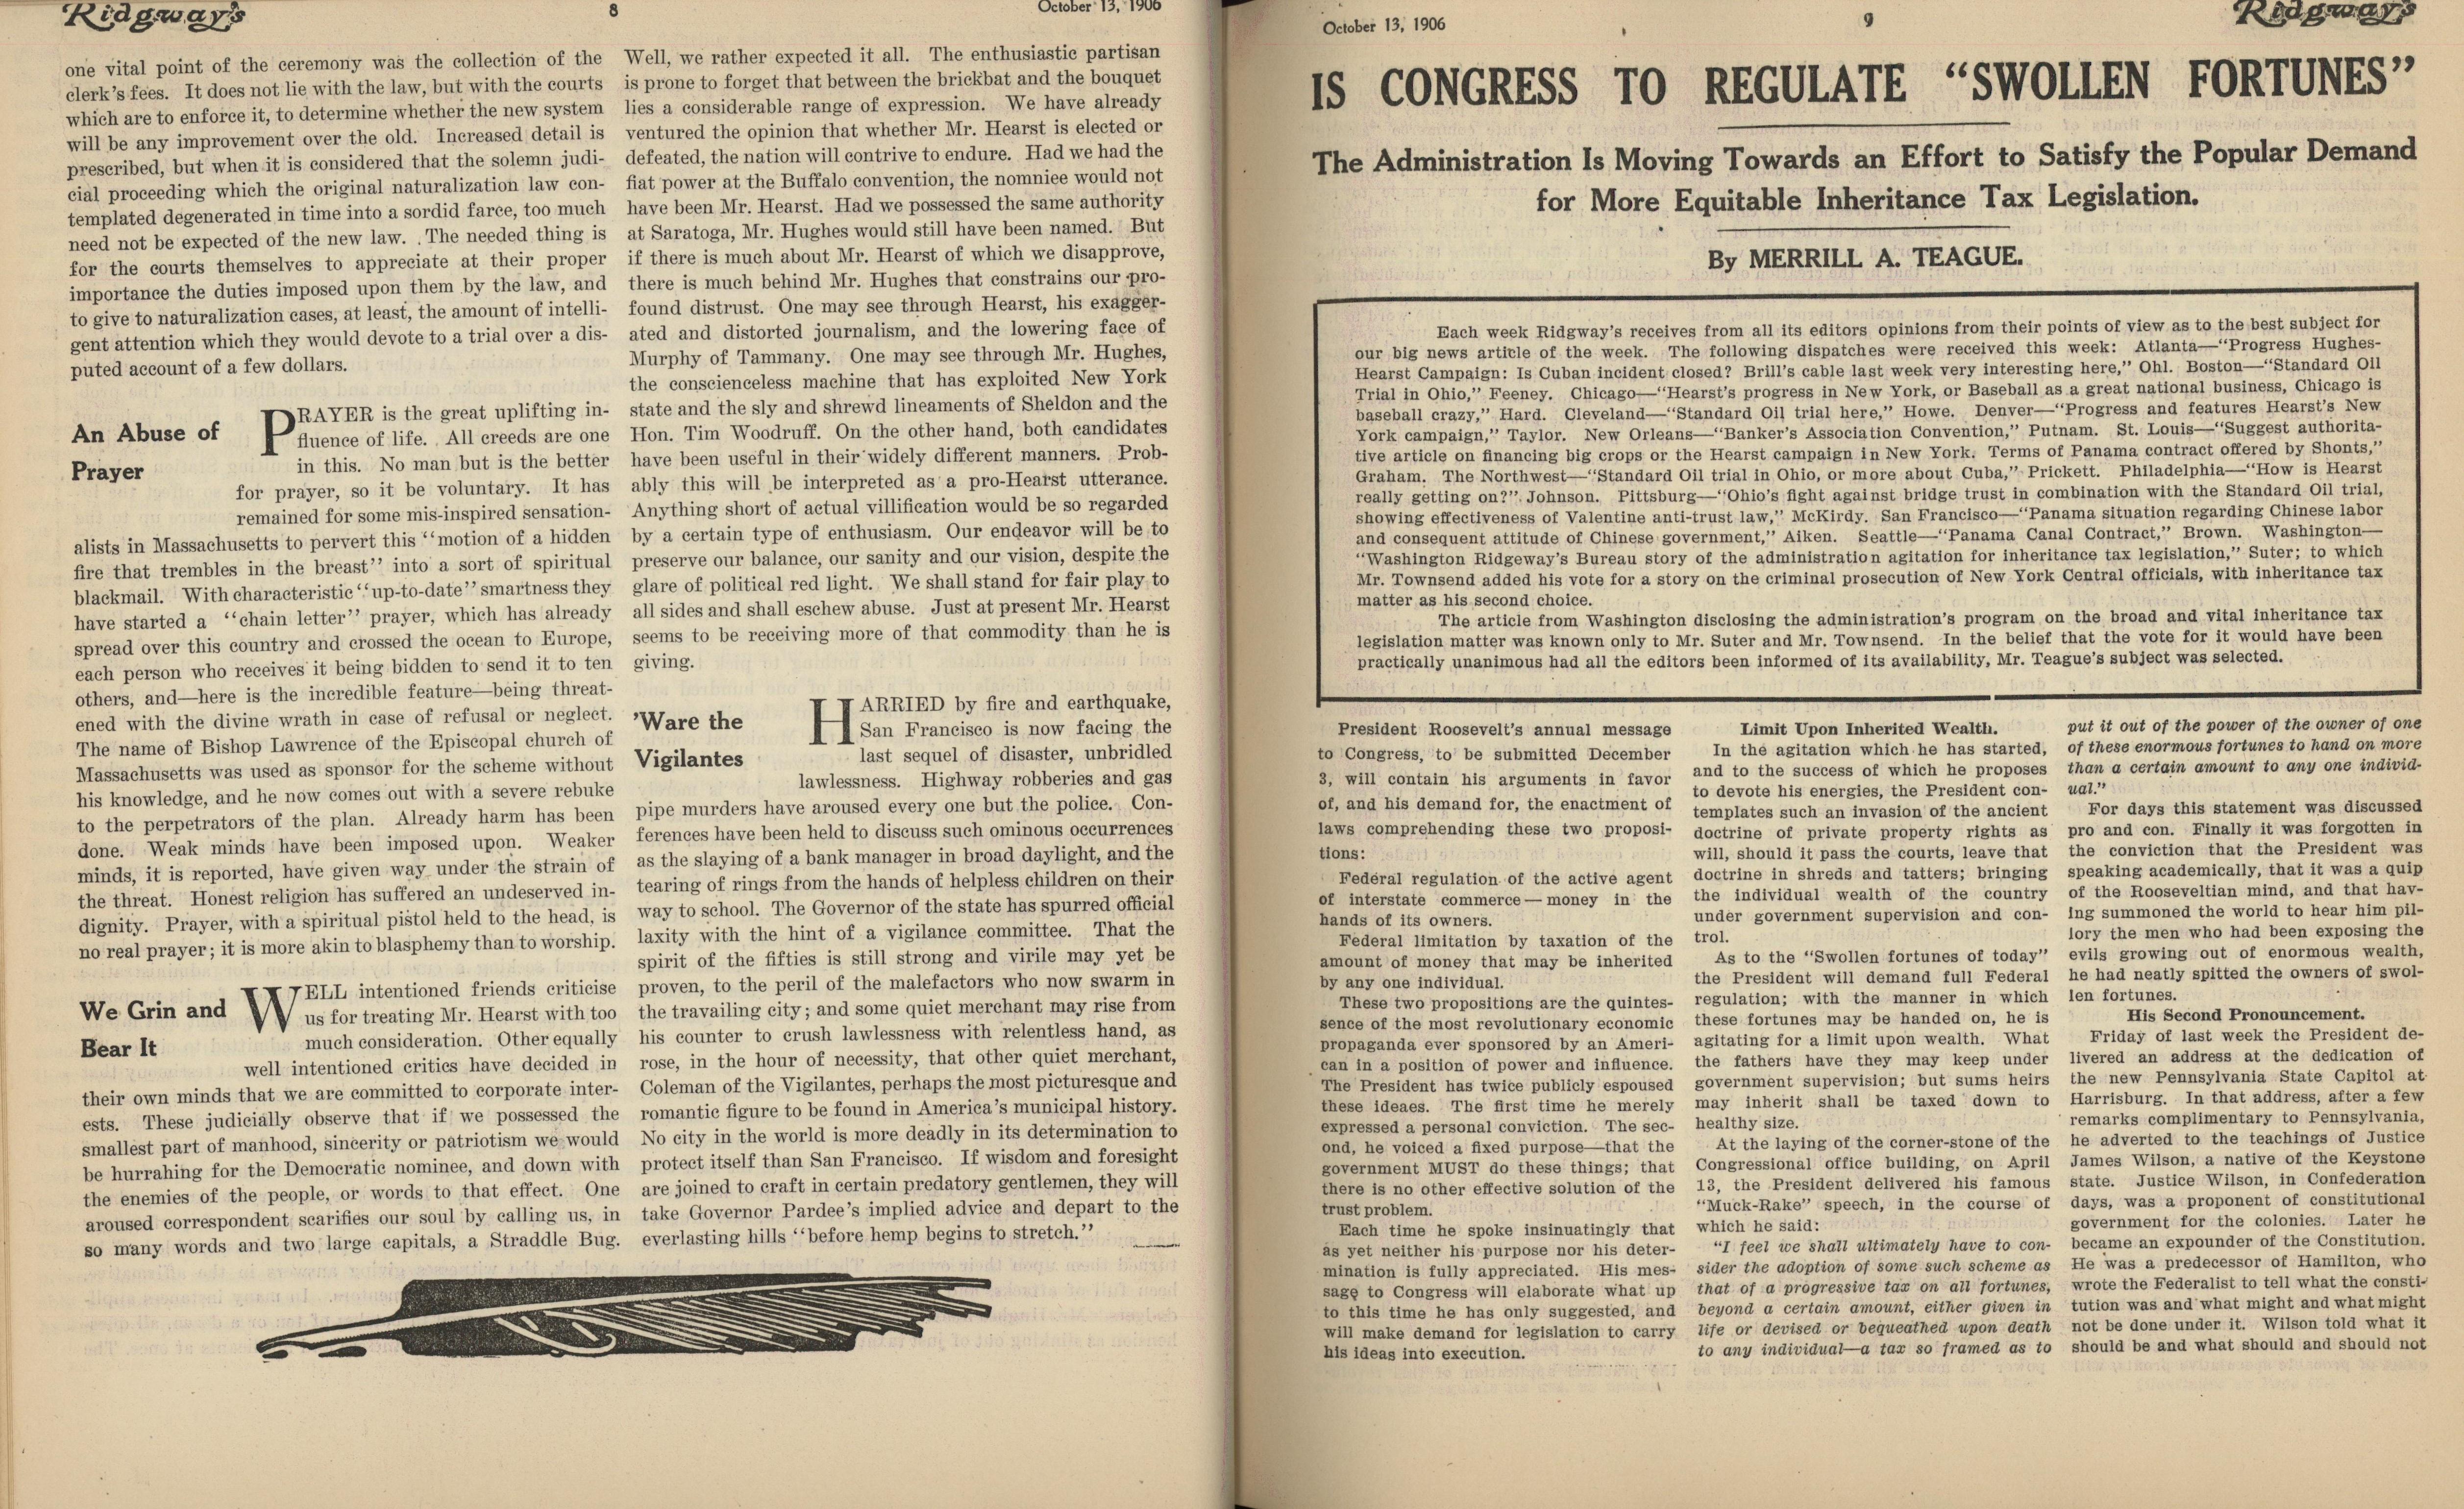 Ridgway's
8
October 13, 1906
one vital point of the ceremony was the collection of the
clerk's fees. It does not lie with the law, but with the courts
which are to enforce it, to determine whether the new system
will be any improvement over the old. Increased detail is
prescribed, but when it is considered that the solemn judi-
cial proceeding which the original naturalization law con-
templated degenerated in time into a sordid farce, too much
need not be expected of the new law. The needed thing is
for the courts themselves to appreciate at their proper
importance the duties imposed upon them by the law, and
to give to naturalization cases, at least, the amount of intelli-
gent attention which they would devote to a trial over a dis-
puted account of a few dollars.
An Abuse of
Prayer
PRAYER is the great uplifting in-
fluence of life. All creeds are one
in this. No man but is the better
for prayer, so it be voluntary. It has
remained for some mis-inspired sensation-
alists in Massachusetts to pervert this "motion of a hidden
fire that trembles in the breast" into a sort of spiritual
blackmail. With characteristic "up-to-date" smartness they
have started a "chain letter" prayer, which has already
spread over this country and crossed the ocean to Europe,
each person who receives it being bidden to send it to ten
others, and—here is the incredible feature—being threat-
ened with the divine wrath in case of refusal or neglect.
The name of Bishop Lawrence of the Episcopal church of
Massachusetts was used as sponsor for the scheme without
his knowledge, and he now comes out with a severe rebuke
to the perpetrators of the plan. Already harm has been
done. Weak minds have been imposed upon. Weaker
minds, it is reported, have given way under the strain of
the threat. Honest religion has suffered an undeserved in-
dignity. Prayer, with a spiritual pistol held to the head, is
no real prayer; it is more akin to blasphemy than to worship.
We Grin and
Bear It
WELL intentioned friends criticise
us for treating Mr. Hearst with too
much consideration. Other equally
well intentioned critics have decided in
their own minds that we are committed to corporate inter-
ests. These judicially observe that if we possessed the
smallest part of manhood, sincerity or patriotism we would
be hurrahing for the Democratic nominee, and down with
the enemies of the people, or words to that effect. One
aroused correspondent scarifies our soul by calling us, in
so many words and two large capitals, a Straddle Bug.
Well, we rather expected it all. The enthusiastic partisan
is prone to forget that between the brickbat and the bouquet
lies a considerable range of expression. We have already
ventured the opinion that whether Mr. Hearst is elected or
defeated, the nation will contrive to endure. Had we had the
fiat power at the Buffalo convention, the nomniee would not
have been Mr. Hearst. Had we possessed the same authority
at Saratoga, Mr. Hughes would still have been named. But
if there is much about Mr. Hearst of which we disapprove,
there is much behind Mr. Hughes that constrains our pro-
found distrust. One may see through Hearst, his exagger-
ated and distorted journalism, and the lowering face of
Murphy of Tammany. One may see through Mr. Hughes,
the conscienceless machine that has exploited New York
state and the sly and shrewd lineaments of Sheldon and the
Hon. Tim Woodruff. On the other hand, both candidates
have been useful in their widely different manners. Prob-
ably this will be interpreted as a pro-Hearst utterance.
Anything short of actual villification would be so regarded
by a certain type of enthusiasm. Our endeavor will be to
preserve our balance, our sanity and our vision, despite the
glare of political red light. We shall stand for fair play to
all sides and shall eschew abuse. Just at present Mr. Hearst
seems to be receiving more of that commodity than he is
giving.
'Ware the
Vigilantes
HARRIED by fire and earthquake,
San Francisco is now facing the
last sequel of disaster, unbridled
lawlessness. Highway robberies and gas
pipe murders have aroused every one but the police. Con-
ferences have been held to discuss such ominous occurrences
as the slaying of a bank manager in broad daylight, and the
tearing of rings from the hands of helpless children on their
way to school. The Governor of the state has spurred official
laxity with the hint of a vigilance committee. That the
spirit of the fifties is still strong and virile may yet be
proven, to the peril of the malefactors who now swarm in
the travailing city; and some quiet merchant may rise from
his counter to crush lawlessness with relentless hand, as
rose, in the hour of necessity, that other quiet merchant,
Coleman of the Vigilantes, perhaps the most picturesque and
romantic figure to be found in America's municipal history.
No city in the world is more deadly in its determination to
protect itself than San Francisco. If wisdom and foresight
are joined to craft in certain predatory gentlemen, they will
take Governor Pardee's implied advice and depart to the
everlasting hills "before hemp begins to stretch."
October 13, 1906
9
Ridgway's
IS CONGRESS TO REGULATE "SWOLLEN FORTUNES"
The Administration Is Moving Towards an Effort to Satisfy the Popular Demand
for More Equitable Inheritance Tax Legislation.
By MERRILL A. TEAGUE.
Each week Ridgway's receives from all its editors opinions from their points of view as to the best subject for
our big news article of the week. The following dispatches were received this week: Atlanta—"Progress Hughes-
Hearst Campaign: Is Cuban incident closed? Brill's cable last week very interesting here," Ohl. Boston—"Standard Oil
Trial in Ohio," Feeney. Chicago—"Hearst's progress in New York, or Baseball as a great national business, Chicago is
baseball crazy," Hard. Cleveland—"Standard Oil trial here," Howe. Denver—"Progress and features Hearst's New
York campaign," Taylor. New Orleans—"Banker's Association Convention," Putnam. St. Louis—"Suggest authorita-
tive article on financing big crops or the Hearst campaign in New York. Terms of Panama contract offered by Shonts,"
Graham. The Northwest—"Standard Oil trial in Ohio, or more about Cuba," Prickett. Philadelphia—"How is Hearst
really getting on?" Johnson. Pittsburg—"Ohio's fight against bridge trust in combination with the Standard Oil trial,
showing effectiveness of Valentine anti-trust law," McKirdy. San Francisco—"Panama situation regarding Chinese labor
and consequent attitude of Chinese government," Aiken. Seattle—"Panama Canal Contract," Brown. Washington—
"Washington Ridgeway's Bureau story of the administration agitation for inheritance tax legislation," Suter; to which
Mr. Townsend added his vote for a story on the criminal prosecution of New York Central officials, with inheritance tax
matter as his second choice.
The article from Washington disclosing the administration's program on the broad and vital inheritance tax
legislation matter was known only to Mr. Suter and Mr. Townsend. In the belief that the vote for it would have been
practically unanimous had all the editors been informed of its availability, Mr. Teague's subject was selected.
President Roosevelt's annual message
to Congress, to be submitted December
3, will contain his arguments in favor
of, and his demand for, the enactment of
laws comprehending these two proposi-
tions:
Federal regulation of the active agent
of interstate commerce—money in the
hands of its owners.
Federal limitation by taxation of the
amount of money that may be inherited
by any one individual.
These two propositions are the quintes-
sence of the most revolutionary economic
propaganda ever sponsored by an Ameri-
can in a position of power and influence.
The President has twice publicly espoused
these ideaes. The first time he merely
expressed a personal conviction. The sec-
ond, he voiced a fixed purpose—that the
government MUST do these things; that
there is no other effective solution of the
trust problem.
Each time he spoke insinuatingly that
as yet neither his purpose nor his deter-
mination is fully appreciated. His mes-
sage to Congress will elaborate what up
to this time he has only suggested, and
will make demand for legislation to carry
his ideas into execution.
Limit Upon Inherited Wealth.
In the agitation which he has started,
and to the success of which he proposes
to devote his energies, the President con-
templates such an invasion of the ancient
doctrine of private property rights as
will, should it pass the courts, leave that
doctrine in shreds and tatters; bringing
the individual wealth of the country
under government supervision and con-
trol.
As to the "Swollen fortunes of today"
the President will demand full Federal
regulation; with the manner in which
these fortunes may be handed on, he is
agitating for a limit upon wealth. What
the fathers have they may keep under
government supervision; but sums heirs
may inherit shall be taxed down to
healthy size.
At the laying of the corner-stone of the
Congressional office building, on April
13, the President delivered his famous
"Muck-Rake" speech, in the course of
which he said:
"I feel we shall ultimately have to con-
sider the adoption of some such scheme as
that of a progressive tax on all fortunes,
beyond a certain amount, either given in
life or devised or bequeathed upon death
to any individual—a tax so framed as to
put it out of the power of the owner of one
of these enormous fortunes to hand on more
than a certain amount to any one individ-
ual."
For days this statement was discussed
pro and con. Finally it was forgotten in
the conviction that the President was
speaking academically, that it was a quip
of the Rooseveltian mind, and that hav-
ing summoned the world to hear him pil-
lory the men who had been exposing the
evils growing out of enormous wealth,
he had neatly spitted the owners of swol-
len fortunes.
His Second Pronouncement.
Friday of last week the President de-
livered an address at the dedication of
the new Pennsylvania State Capitol at
Harrisburg. In that address, after a few
remarks complimentary to Pennsylvania,
he adverted to the teachings of Justice
James Wilson, a native of the Keystone
state. Justice Wilson, in Confederation
days, was a proponent of constitutional
government for the colonies. Later he
became an expounder of the Constitution.
He was a predecessor of Hamilton, who
wrote the Federalist to tell what the consti-
tution was and what might and what might
not be done under it. Wilson told what it
should be and what should and should not